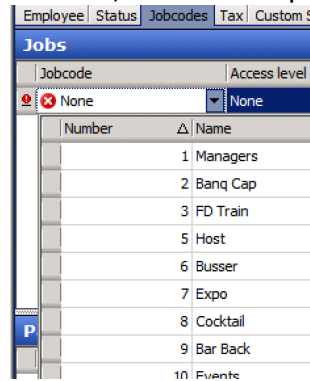 Employee Status Jobcodes Tax Custom S
Jobs
Jobcode Access level
None None
Number Name
1 Managers
2 Banq Cap
3 FD Train
5 Host
6 Busser
7 Expo
8 Cocktail
P 9 Bar Back
10 Events